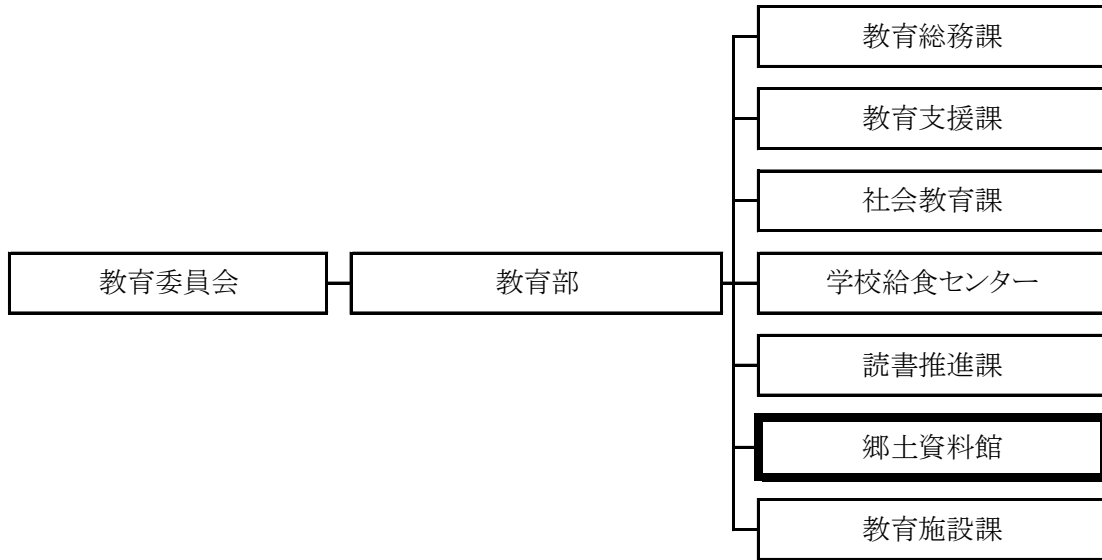 教育総務課
教育支援課
社会教育課
教育委員会
教育部
学校給食センター
読書推進課
郷土資料館
教育施設課